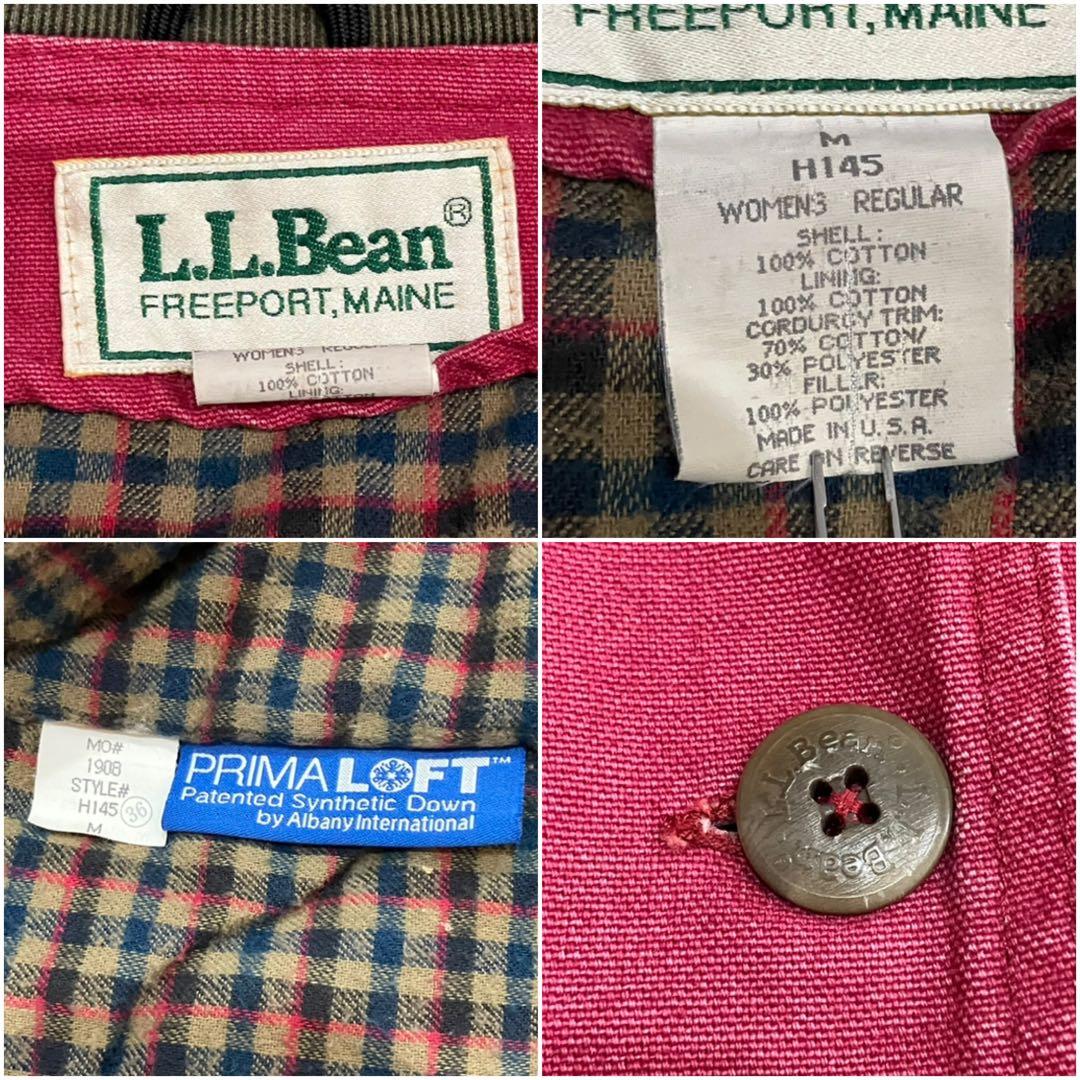 L.L.Bean®
FREEPORT, MAINE
WOMENS REGULAR
SHELL:
100% COTTON
LINING:
FREEPORT, MAINE
M
H145
WOMENS REGULAR
SHELL:
100% COTTON
LINING:
100% COTTON
CORDUROY TRIM:
70% COTTON/
30% POLYESTER
FILLER:
100% POLYESTER
MADE IN U.S.A.
CARE ON REVERSE
MO#
1908
STYLE#
H145 36
M
PRIMALOFT™
Patented Synthetic Down
by Albany International
L.L.Bean
Bean